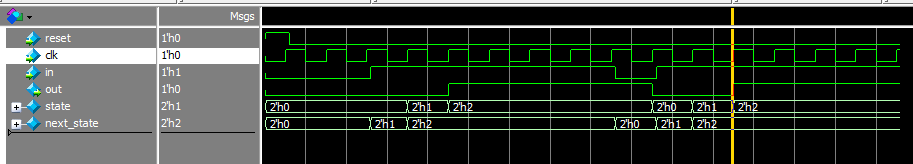 Msgs
reset 1'h0
clk 1'h0
in 1'h1
out 1'h0
state 2'h1 2'h0 2'h1 2'h2 2'h0 2'h1 2'h2
next_state 2'h2 2'h0 2'h1 2'h2 2'h0 2'h1 2'h2